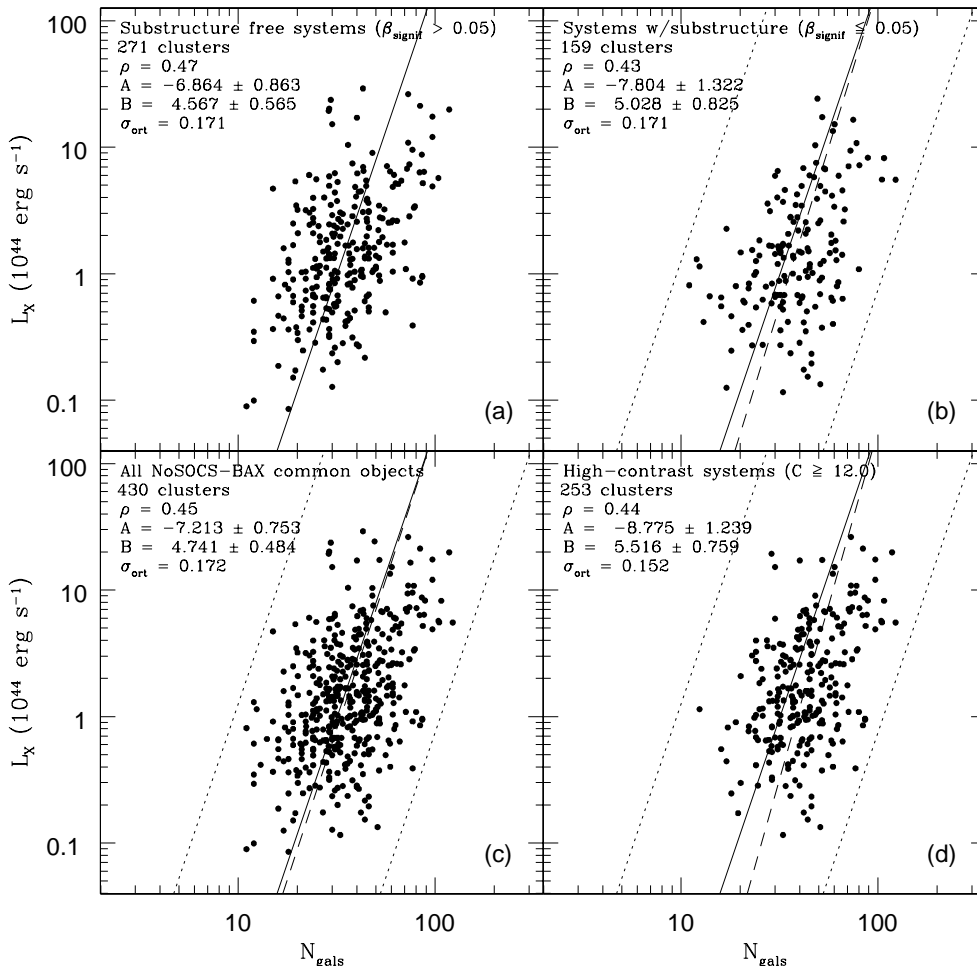 Substructure free systems (β_signif > 0.05)
271 clusters
ρ = 0.47
A = −6.864 ± 0.863
B = 4.567 ± 0.565
σ_ort = 0.171
(a)
Systems w/substructure (β_signif ≤ 0.05)
159 clusters
ρ = 0.43
A = −7.804 ± 1.322
B = 5.028 ± 0.825
σ_ort = 0.171
(b)
100
10
1
0.1
L_X (10^44 erg s^−1)
All NoSOCS−BAX common objects
430 clusters
ρ = 0.45
A = −7.213 ± 0.753
B = 4.741 ± 0.484
σ_ort = 0.172
(c)
High−contrast systems (C ≥ 12.0)
253 clusters
ρ = 0.44
A = −8.775 ± 1.239
B = 5.516 ± 0.759
σ_ort = 0.152
(d)
100
10
1
0.1
L_X (10^44 erg s^−1)
10 100
10 100
N_gals
N_gals